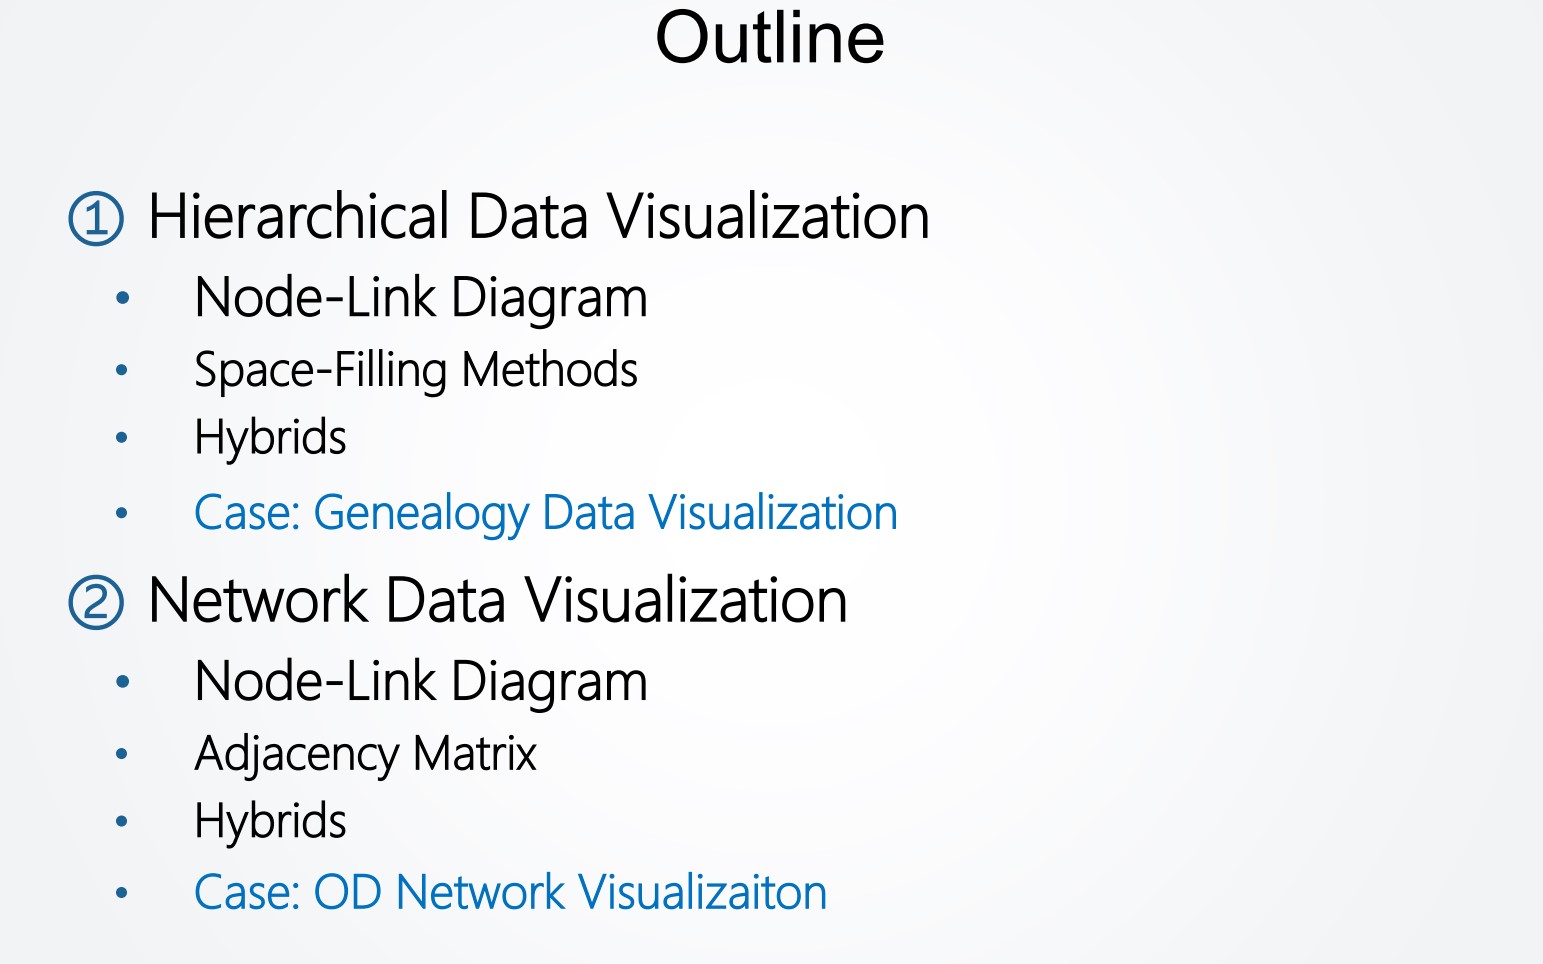 Outline
① Hierarchical Data Visualization
• Node-Link Diagram
• Space-Filling Methods
• Hybrids
• Case: Genealogy Data Visualization
② Network Data Visualization
• Node-Link Diagram
• Adjacency Matrix
• Hybrids
• Case: OD Network Visualizaiton